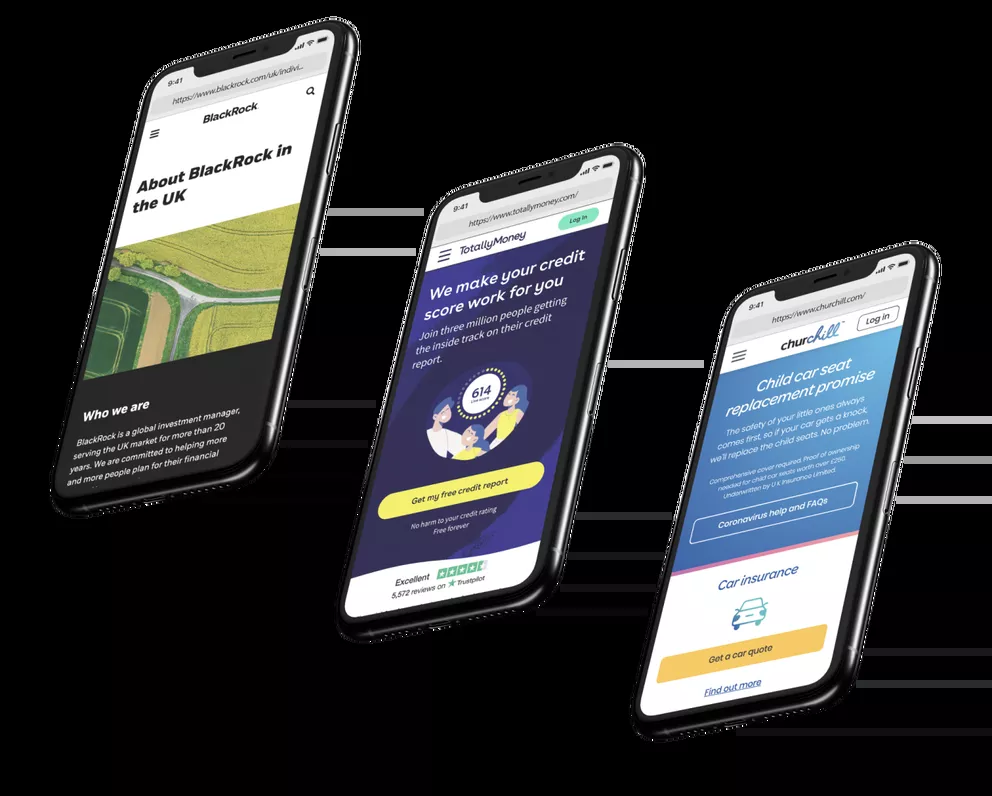 9:41
https://www.blackrock.com/uk/indivi...
BlackRock
About BlackRock in
the UK
Who we are
BlackRock is a global investment manager,
serving the UK market for more than 20
years. We are committed to helping more
and more people plan for their financial
9:41
https://www.totallymoney.com/
TotallyMoney
Log In
We make your credit
score work for you
Join three million people getting
the inside track on their credit
report.
614
Get my free credit report
No harm to your credit rating
Free forever
Excellent
5,572 reviews on Trustpilot
9:41
https://www.churchill.com/
churchill
Log in
Child car seat
replacement promise
The safety of your little ones always
comes first, so if your car gets a knock,
we'll replace the child seats. No problem.
Comprehensive cover required. Proof of ownership
needed for child car seats worth over £250.
Underwritten by U K Insurance Limited.
Coronavirus help and FAQs
Car insurance
Get a car quote
Find out more